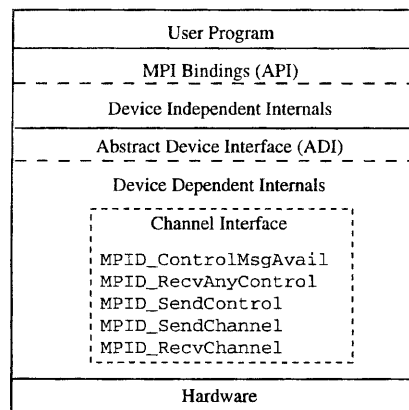 User Program
MPI Bindings (API)
Device Independent Internals
Abstract Device Interface (ADI)
Device Dependent Internals
Channel Interface
MPID_ControlMsgAvail
MPID_RecvAnyControl
MPID_SendControl
MPID_SendChannel
MPID_RecvChannel
Hardware